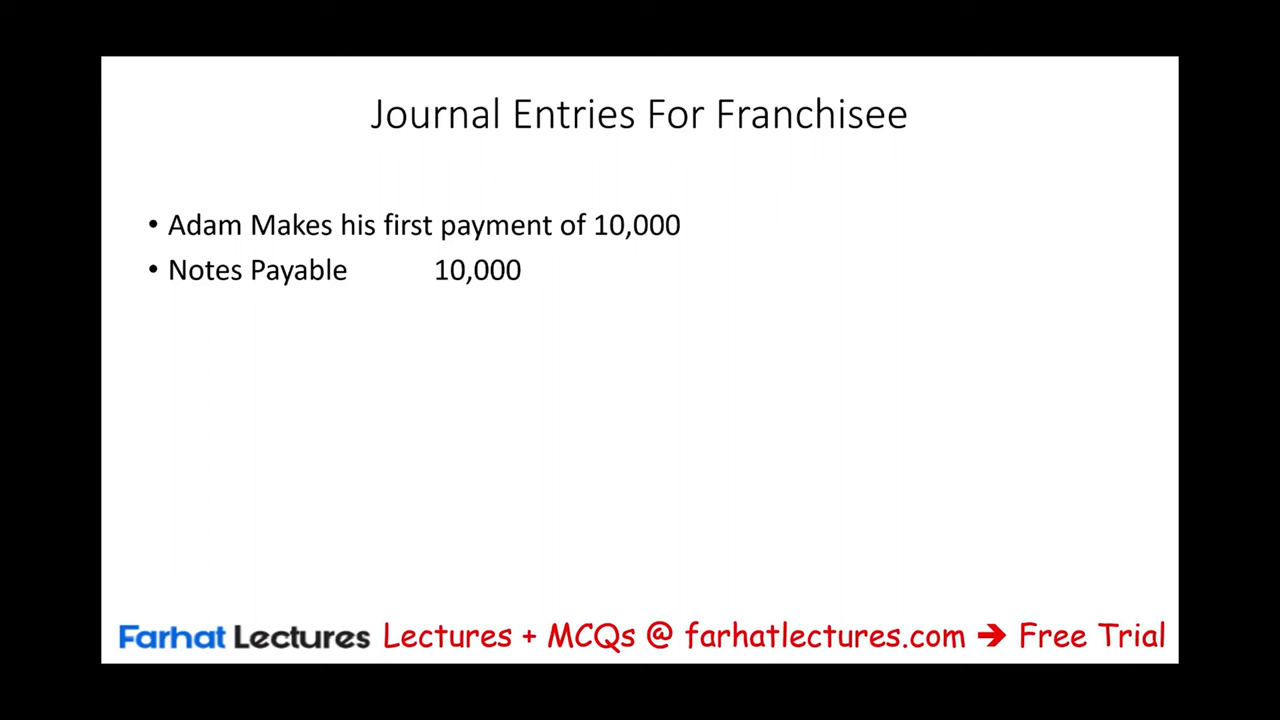 Journal Entries For Franchisee
• Adam Makes his first payment of 10,000
• Notes Payable 10,000
Farhat Lectures Lectures + MCQs @ farhatlectures.com ➔ Free Trial